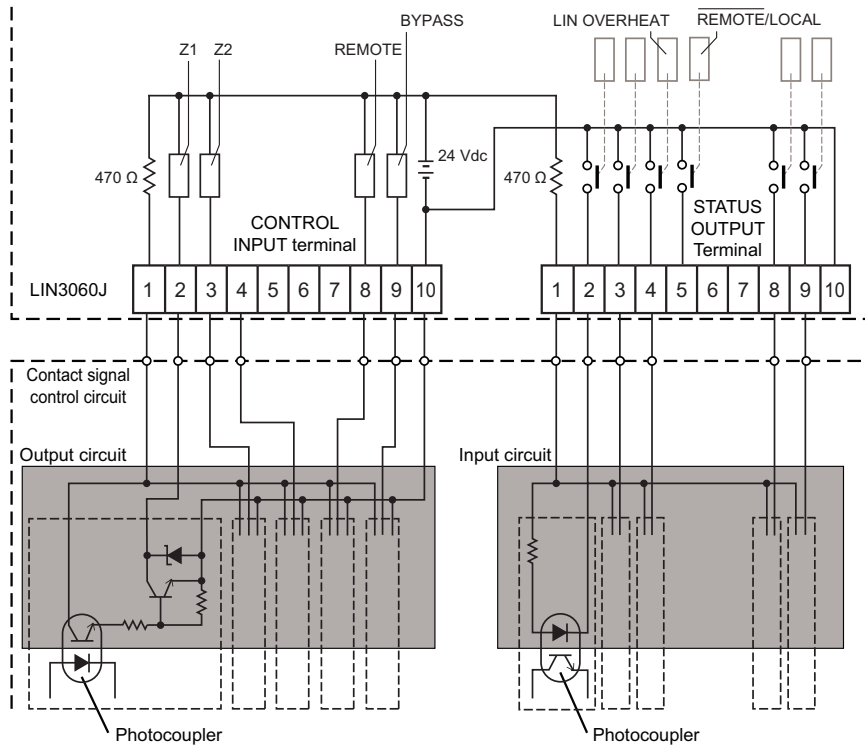 BYPASS
LIN OVERHEAT
REMOTE/LOCAL
Z1 Z2
REMOTE
470 Ω
24 Vdc
470 Ω
CONTROL
INPUT terminal
STATUS
OUTPUT
Terminal
LIN3060J
1 2 3 4 5 6 7 8 9 10
1 2 3 4 5 6 7 8 9 10
Contact signal
control circuit
Output circuit
Input circuit
Photocoupler
Photocoupler